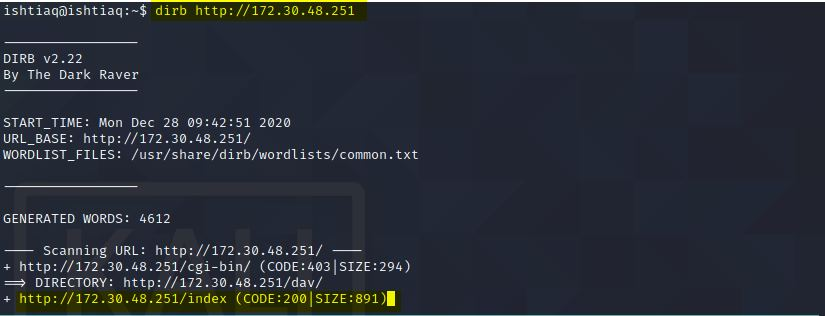 ishtiaq@ishtiaq:~$ dirb http://172.30.48.251
DIRB v2.22
By The Dark Raver
START_TIME: Mon Dec 28 09:42:51 2020
URL_BASE: http://172.30.48.251/
WORDLIST_FILES: /usr/share/dirb/wordlists/common.txt
GENERATED WORDS: 4612
---- Scanning URL: http://172.30.48.251/ ----
+ http://172.30.48.251/cgi-bin/ (CODE:403|SIZE:294)
==> DIRECTORY: http://172.30.48.251/dav/
+ http://172.30.48.251/index (CODE:200|SIZE:891)
KALI